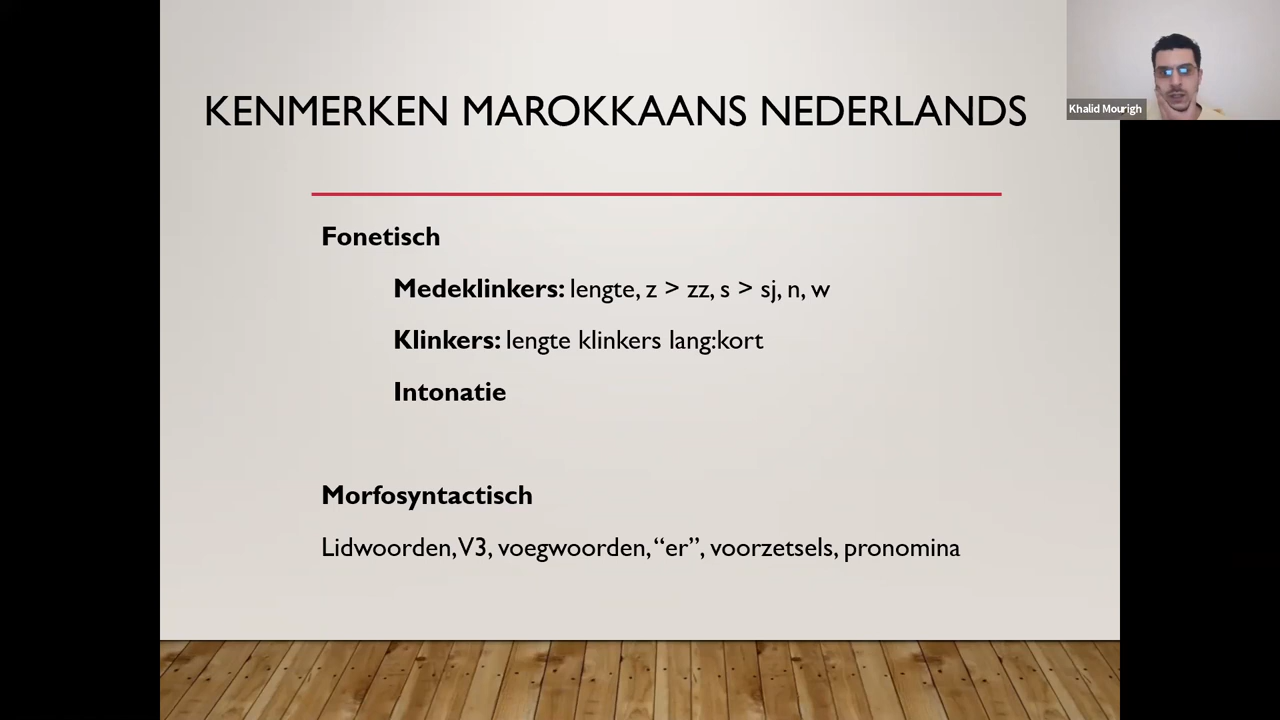 KENMERKEN MAROKKAANS NEDERLANDS
Khalid Mourigh
Fonetisch
Medeklinkers: lengte, z > zz, s > sj, n, w
Klinkers: lengte klinkers lang:kort
Intonatie
Morfosyntactisch
Lidwoorden, V3, voegwoorden, “er”, voorzetsels, pronomina